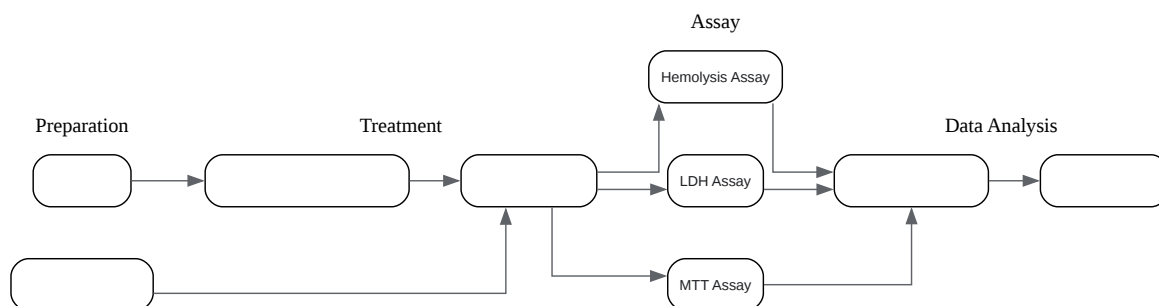 Assay
Hemolysis Assay
Preparation
Treatment
Data Analysis
LDH Assay
MTT Assay